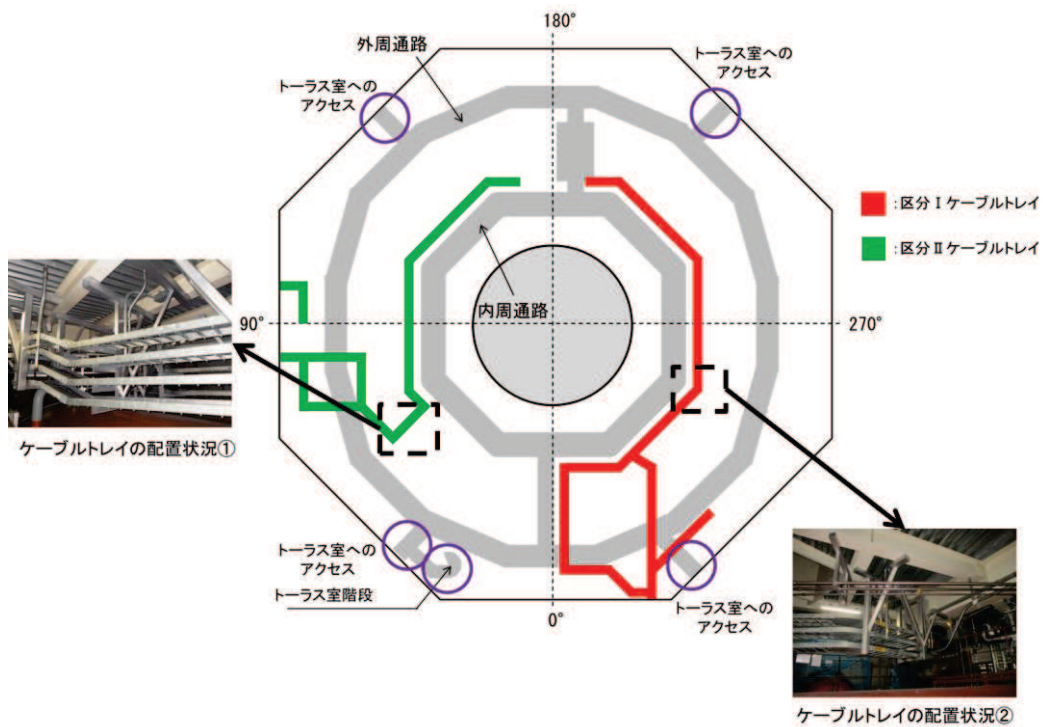 180°
外周通路
トーラス室への
アクセス
トーラス室への
アクセス
:区分Ⅰケーブルトレイ
:区分Ⅱケーブルトレイ
内周通路
90°
270°
ケーブルトレイの配置状況①
トーラス室への
アクセス
トーラス室階段
0°
トーラス室への
アクセス
ケーブルトレイの配置状況②